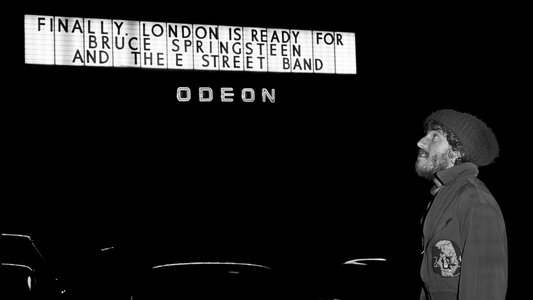 FINALLY. LONDON IS READY FOR
BRUCE SPRINGSTEEN
AND THE E STREET BAND
ODEON